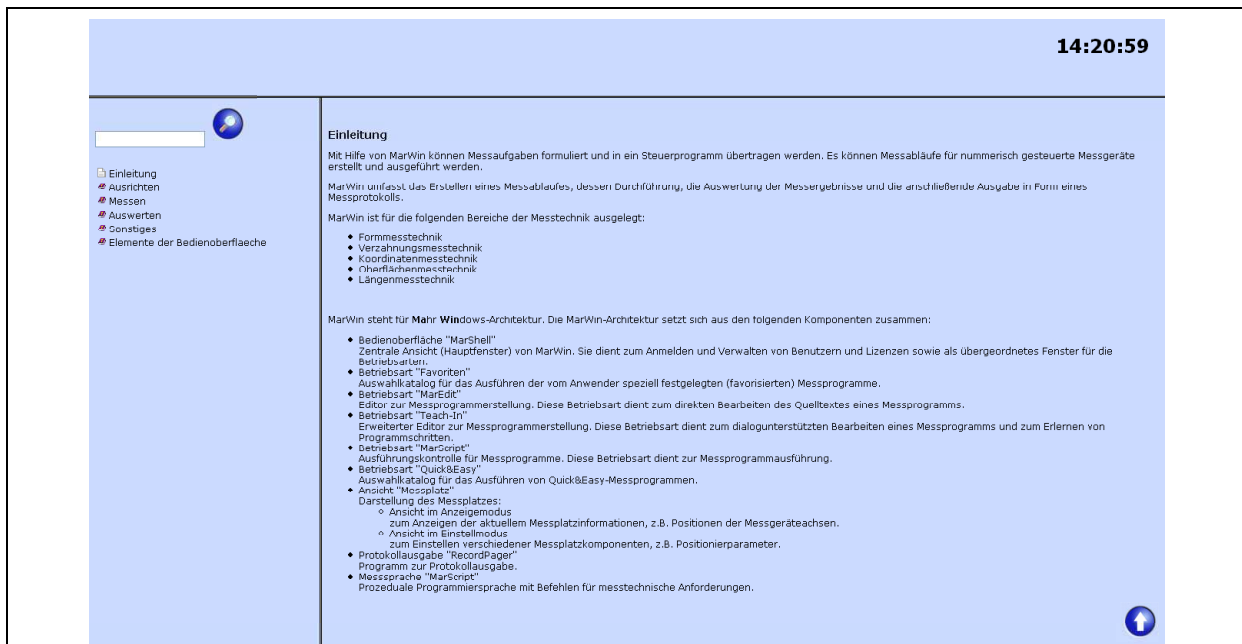 14:20:59
Einleitung
Ausrichten
Messen
Auswerten
Sonstiges
Elemente der Bedienoberflaeche
Einleitung
Mit Hilfe von MarWin können Messaufgaben formuliert und in ein Steuerprogramm übertragen werden. Es können Messabläufe für nummerisch gesteuerte Messgeräte
erstellt und ausgeführt werden.
MarWin umfasst das Erstellen eines Messablaufes, dessen Durchführung, die Auswertung der Messergebnisse und die anschließende Ausgabe in Form eines
Messprotokolls.
MarWin ist für die folgenden Bereiche der Messtechnik ausgelegt:
Formmesstechnik
Verzahnungsmesstechnik
Koordinatenmesstechnik
Oberflächenmesstechnik
Längenmesstechnik
MarWin steht für Mahr Windows-Architektur. Die MarWin-Architektur setzt sich aus den folgenden Komponenten zusammen:
Bedienoberfläche "MarShell"
Zentrale Ansicht (Hauptfenster) von MarWin. Sie dient zum Anmelden und Verwalten von Benutzern und Lizenzen sowie als übergeordnetes Fenster für die
Betriebsarten.
Betriebsart "Favoriten"
Auswahlkatalog für das Ausführen der vom Anwender speziell festgelegten (favorisierten) Messprogramme.
Betriebsart "MarEdit"
Editor zur Messprogrammerstellung. Diese Betriebsart dient zum direkten Bearbeiten des Quelltextes eines Messprogramms.
Betriebsart "Teach-In"
Erweiterter Editor zur Messprogrammerstellung. Diese Betriebsart dient zum dialogunterstützten Bearbeiten eines Messprogramms und zum Erlernen von
Programmschritten.
Betriebsart "MarScript"
Ausführungskontrolle für Messprogramme. Diese Betriebsart dient zur Messprogrammausführung.
Betriebsart "Quick&Easy"
Auswahlkatalog für das Ausführen von Quick&Easy-Messprogrammen.
Ansicht "Messplatz"
Darstellung des Messplatzes:
Ansicht im Anzeigemodus
zum Anzeigen der aktuellem Messplatzinformationen, z.B. Positionen der Messgeräteachsen.
Ansicht im Einstellmodus
zum Einstellen verschiedener Messplatzkomponenten, z.B. Positionierparameter.
Protokollausgabe "RecordPager"
Programm zur Protokollausgabe.
Messsprache "MarScript"
Prozeduale Programmiersprache mit Befehlen für messtechnische Anforderungen.